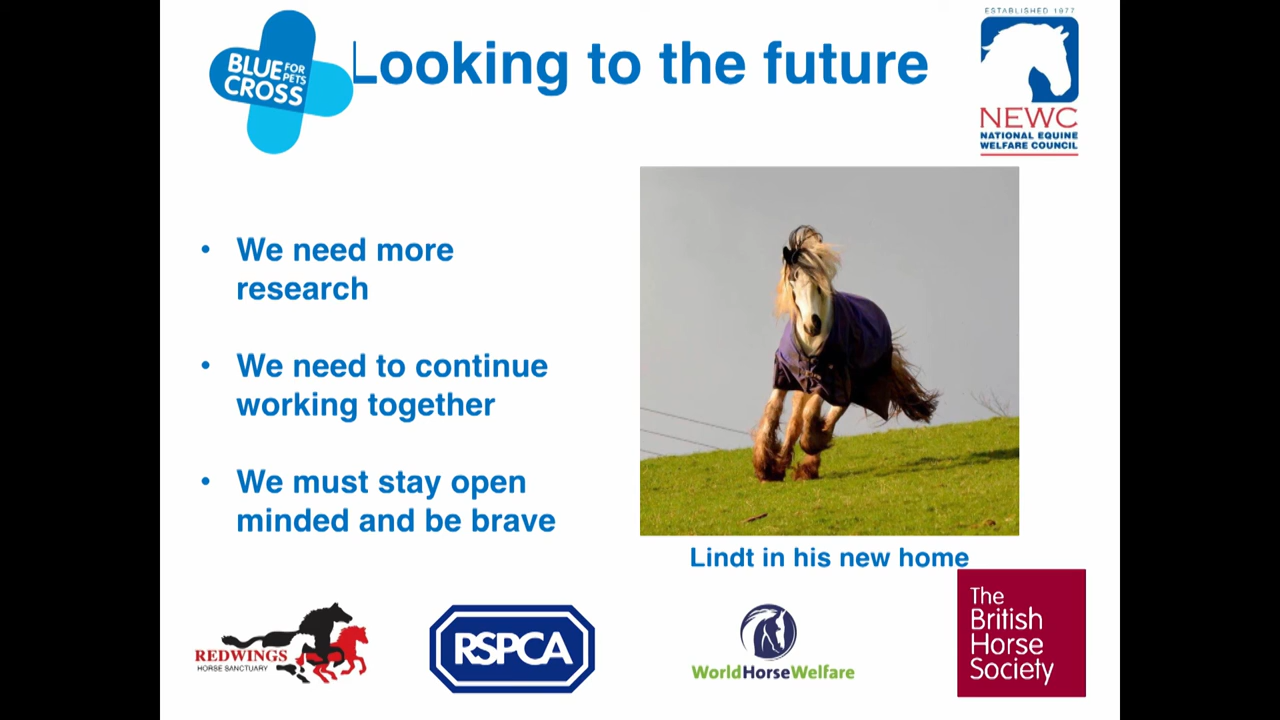 BLUE FOR PETS
CROSS
Looking to the future
ESTABLISHED 1977
NEWC
NATIONAL EQUINE
WELFARE COUNCIL
• We need more
research
• We need to continue
working together
• We must stay open
minded and be brave
Lindt in his new home
REDWINGS
HORSE SANCTUARY
RSPCA
WorldHorseWelfare
The
British
Horse
Society